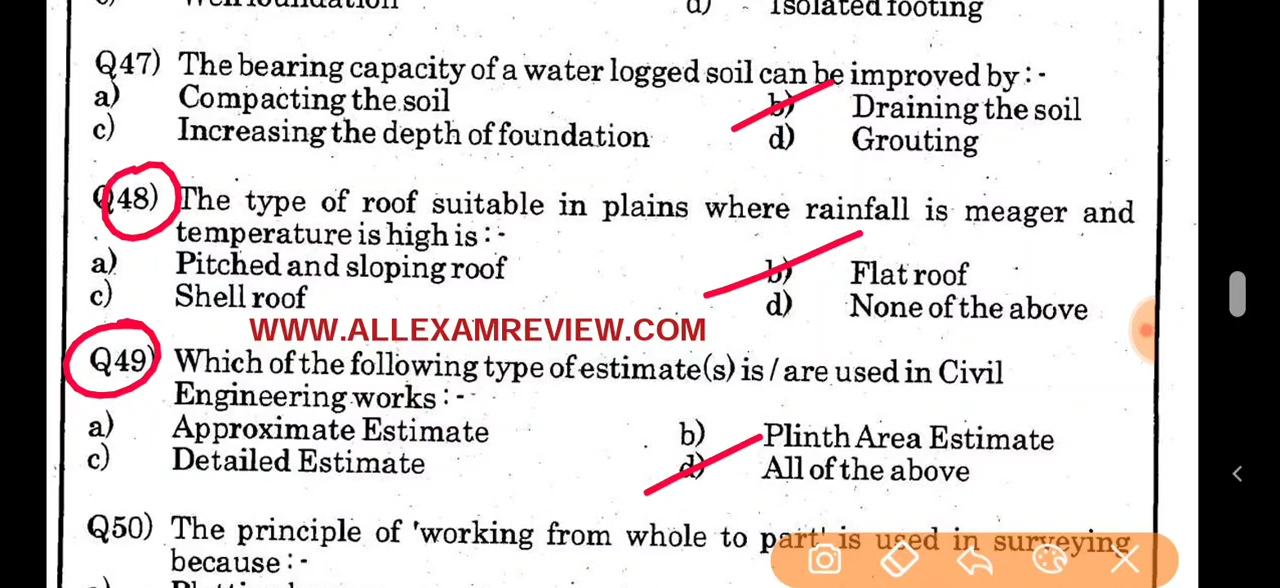 d) Isolated footing
Q47) The bearing capacity of a water logged soil can be improved by :-
a) Compacting the soil b) Draining the soil
c) Increasing the depth of foundation d) Grouting
Q48) The type of roof suitable in plains where rainfall is meager and
temperature is high is :-
a) Pitched and sloping roof b) Flat roof
c) Shell roof d) None of the above
WWW.ALLEXAMREVIEW.COM
Q49) Which of the following type of estimate(s) is / are used in Civil
Engineering works :-
a) Approximate Estimate b) Plinth Area Estimate
c) Detailed Estimate d) All of the above
Q50) The principle of 'working from whole to part' is used in surveying
because :-